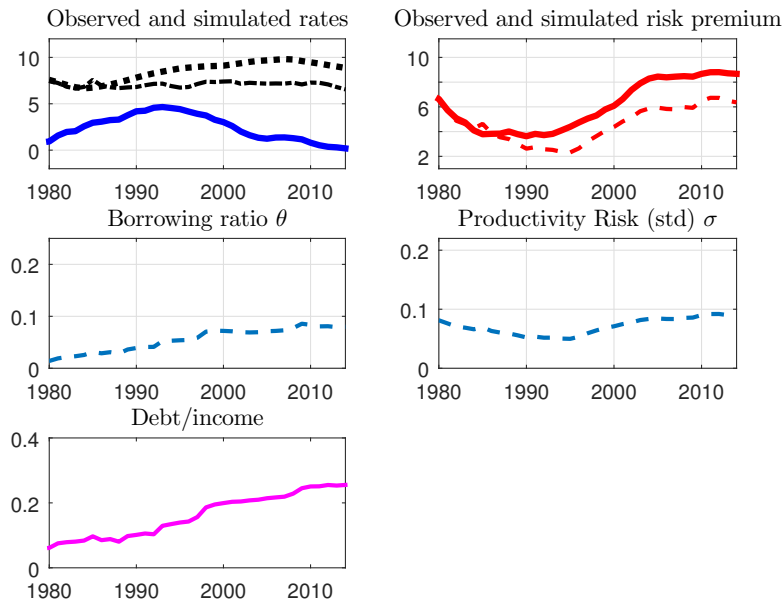 Observed and simulated rates
10
5
0
1980 1990 2000 2010
Observed and simulated risk premium
10
6
2
1980 1990 2000 2010
Borrowing ratio θ
0.2
0.1
0
1980 1990 2000 2010
Productivity Risk (std) σ
0.2
0.1
0
1980 1990 2000 2010
Debt/income
0.4
0.2
0
1980 1990 2000 2010